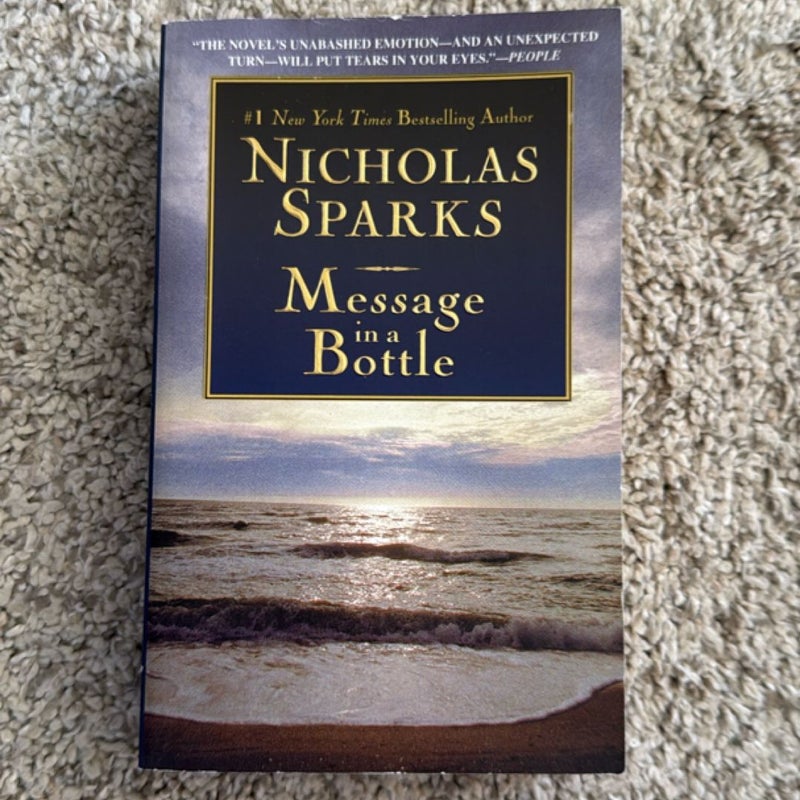 “THE NOVEL’S UNABASHED EMOTION—AND AN UNEXPECTED
TURN—WILL PUT TEARS IN YOUR EYES.”—PEOPLE
#1 New York Times Bestselling Author
NICHOLAS
SPARKS
Message
in a
Bottle